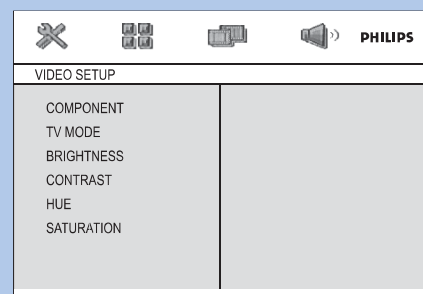 PHILIPS
VIDEO SETUP
COMPONENT
TV MODE
BRIGHTNESS
CONTRAST
HUE
SATURATION